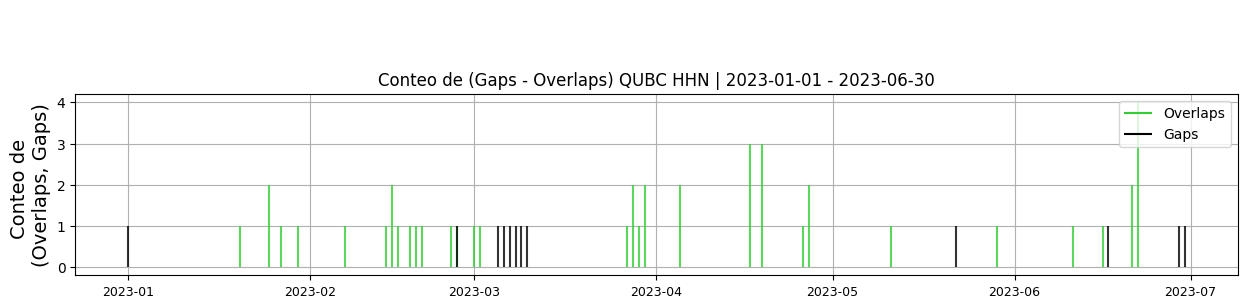 Conteo de (Gaps - Overlaps) QUBC HHN | 2023-01-01 - 2023-06-30
Conteo de
(Overlaps, Gaps)
4
3
2
1
0
Overlaps
Gaps
2023-01
2023-02
2023-03
2023-04
2023-05
2023-06
2023-07